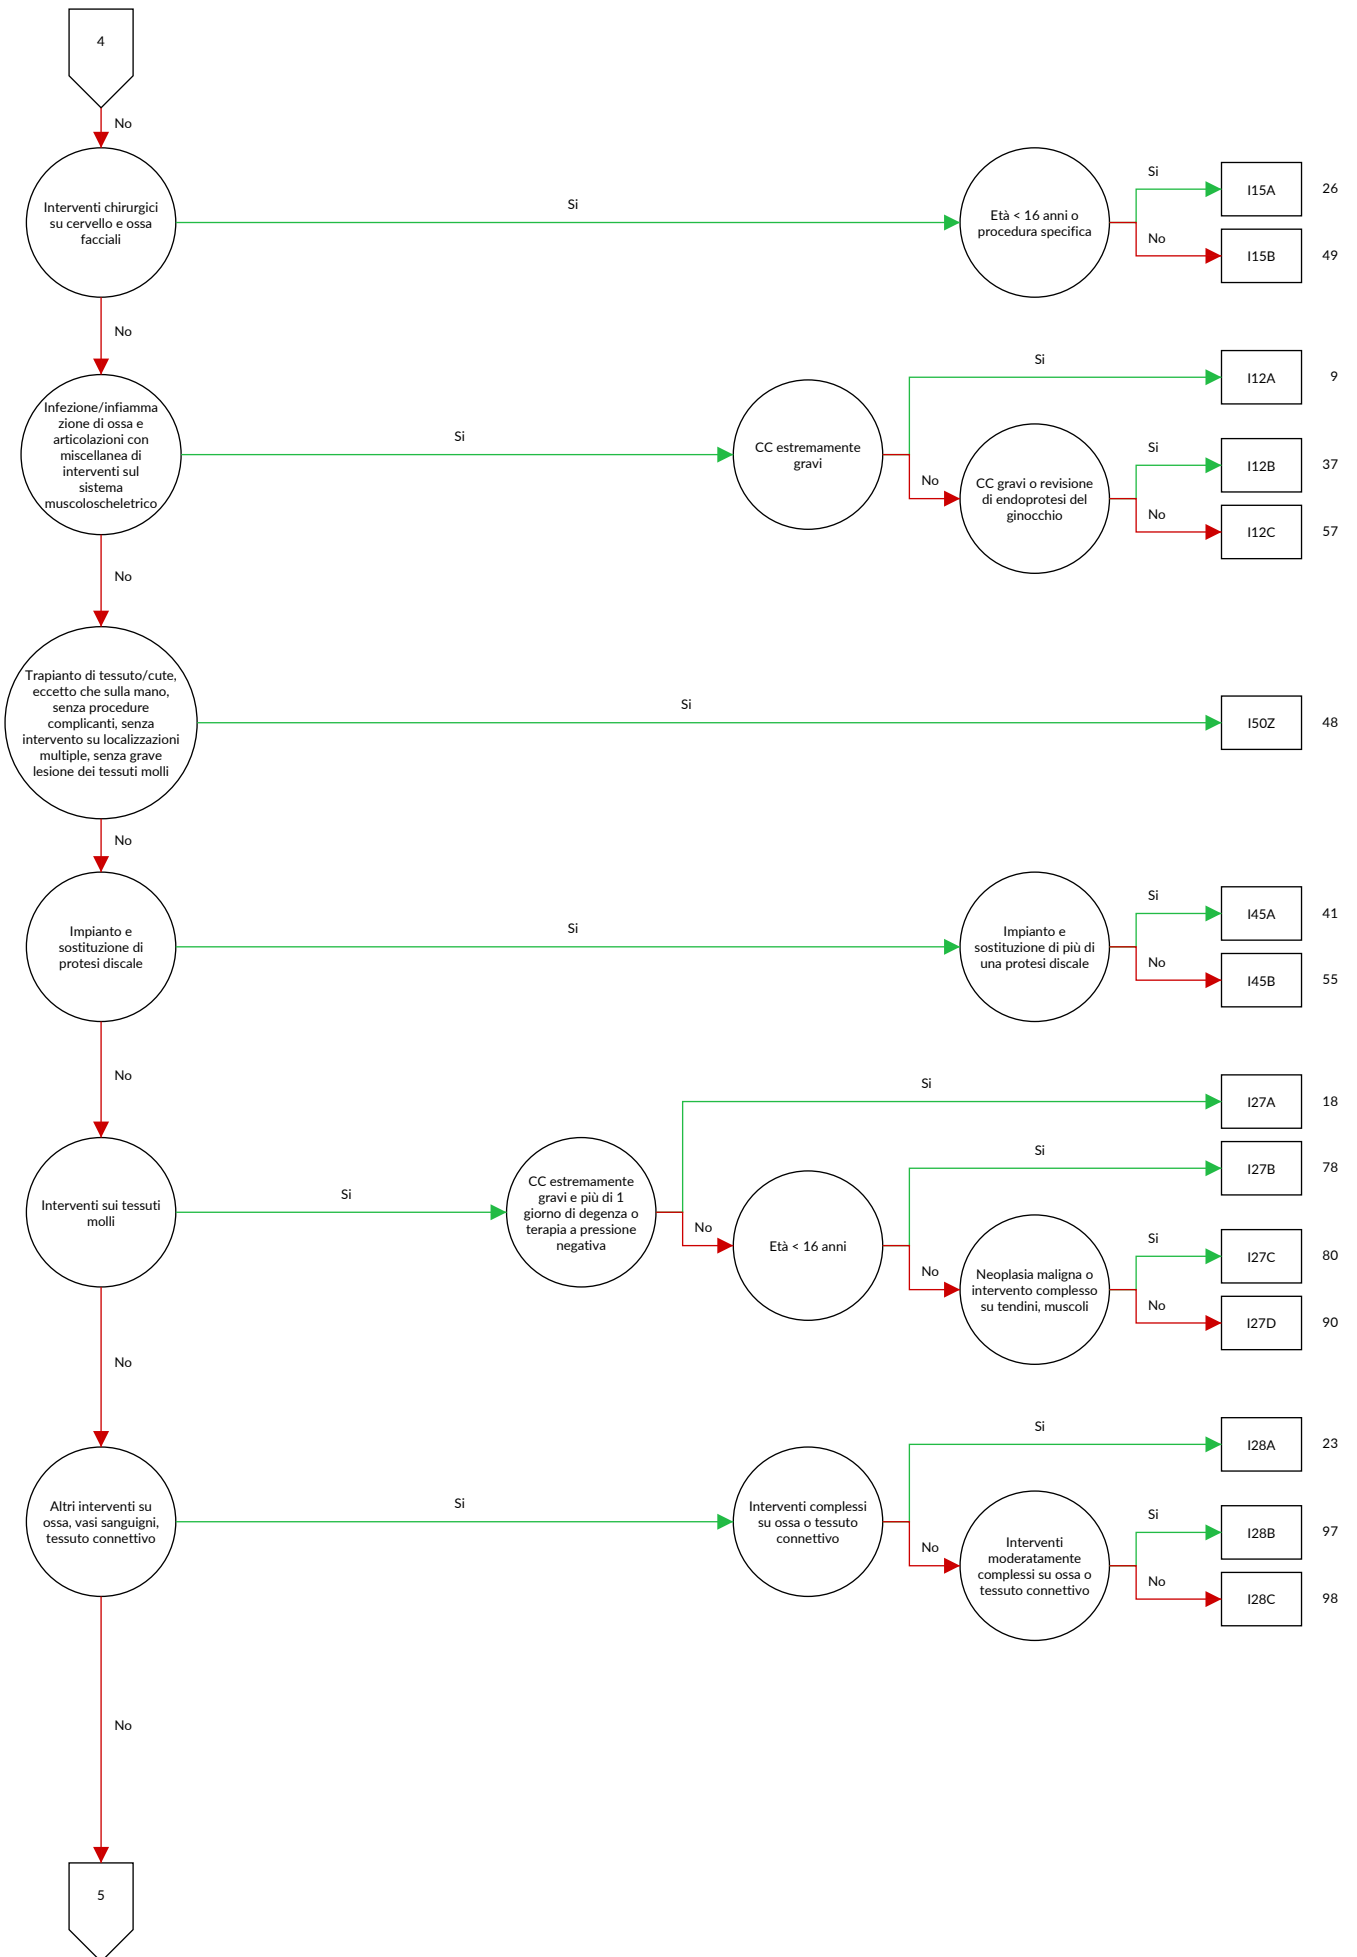 4
No
Interventi chirurgici
su cervello e ossa
facciali
Si
Età < 16 anni o
procedura specifica
Si
I15A
26
No
I15B
49
No
Infezione/infiamma
zione di ossa e
articolazioni con
miscellanea di
interventi sul
sistema
muscoloscheletrico
Si
CC estremamente
gravi
Si
I12A
9
No
CC gravi o revisione
di endoprotesi del
ginocchio
Si
I12B
37
No
I12C
57
No
Trapianto di tessuto/cute,
eccetto che sulla mano,
senza procedure
complicanti, senza
intervento su localizzazioni
multiple, senza grave
lesione dei tessuti molli
Si
I50Z
48
No
Impianto e
sostituzione di
protesi discale
Si
Impianto e
sostituzione di più di
una protesi discale
Si
I45A
41
No
I45B
55
No
Interventi sui tessuti
molli
Si
CC estremamente
gravi e più di 1
giorno di degenza o
terapia a pressione
negativa
Si
I27A
18
No
Età < 16 anni
Si
I27B
78
No
Neoplasia maligna o
intervento complesso
su tendini, muscoli
Si
I27C
80
No
I27D
90
No
Altri interventi su
ossa, vasi sanguigni,
tessuto connettivo
Si
Interventi complessi
su ossa o tessuto
connettivo
Si
I28A
23
No
Interventi
moderatamente
complessi su ossa o
tessuto connettivo
Si
I28B
97
No
I28C
98
No
5